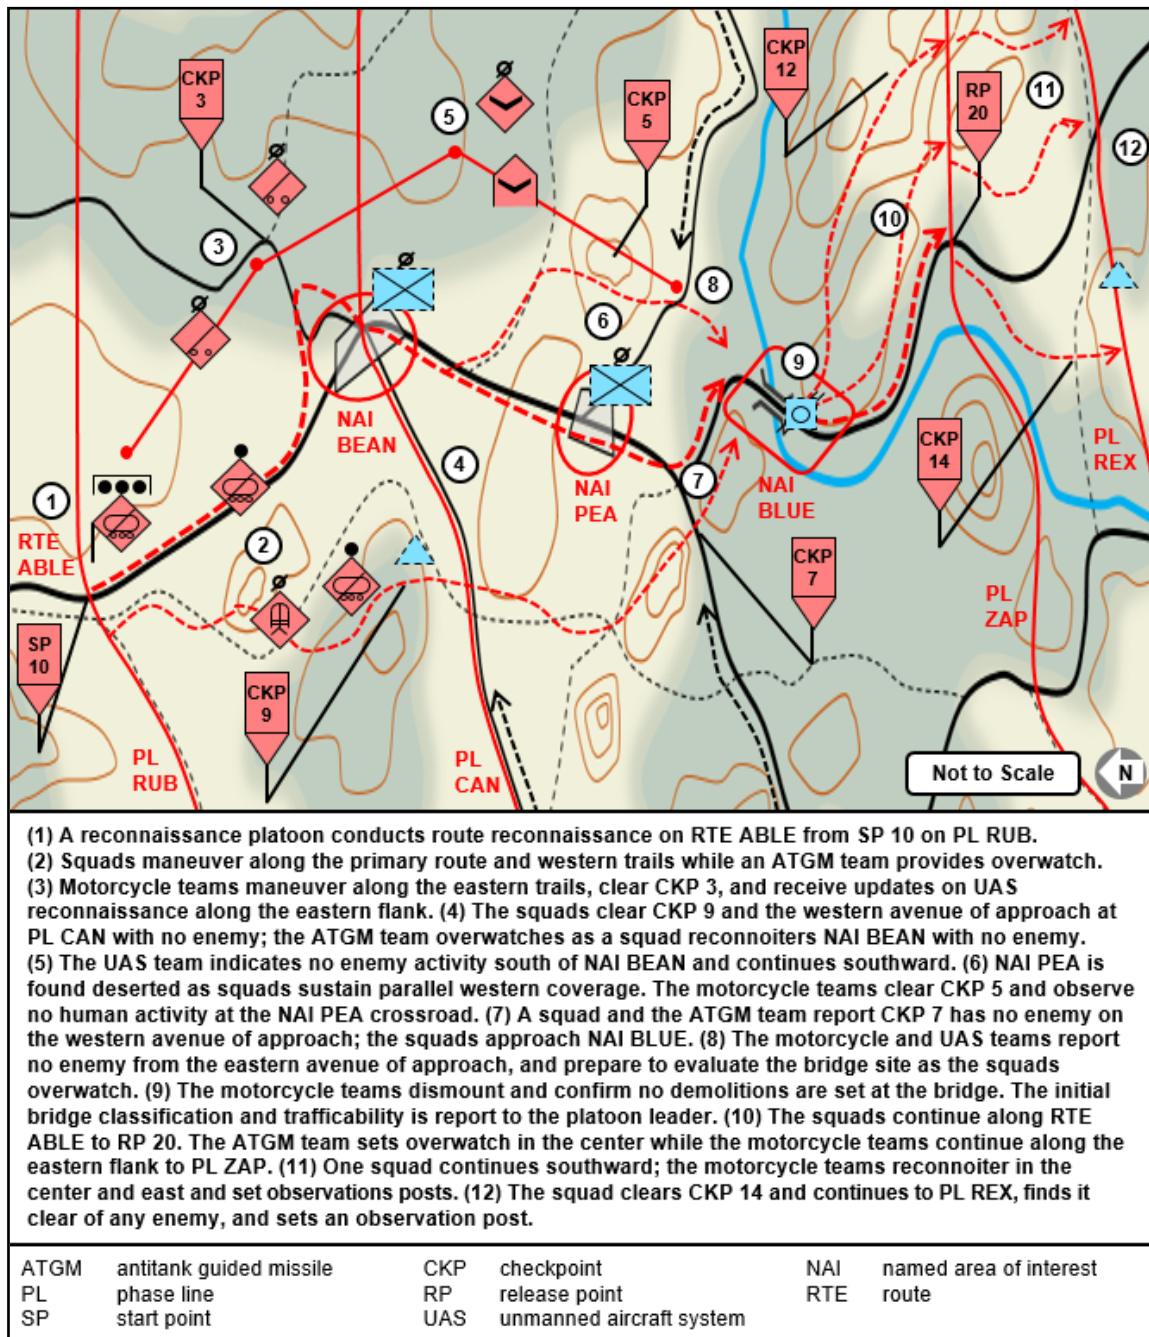 CKP
3
5
CKP
5
CKP
12
RP
20
11
12
3
10
8
6
9
NAI
BEAN
4
NAI
PEA
7
NAI
BLUE
CKP
14
PL
REX
1
RTE
ABLE
2
CKP
7
PL
ZAP
SP
10
CKP
9
PL
RUB
PL
CAN
Not to Scale
N
(1) A reconnaissance platoon conducts route reconnaissance on RTE ABLE from SP 10 on PL RUB.
(2) Squads maneuver along the primary route and western trails while an ATGM team provides overwatch.
(3) Motorcycle teams maneuver along the eastern trails, clear CKP 3, and receive updates on UAS
reconnaissance along the eastern flank. (4) The squads clear CKP 9 and the western avenue of approach at
PL CAN with no enemy; the ATGM team overwatches as a squad reconnoiters NAI BEAN with no enemy.
(5) The UAS team indicates no enemy activity south of NAI BEAN and continues southward. (6) NAI PEA is
found deserted as squads sustain parallel western coverage. The motorcycle teams clear CKP 5 and observe
no human activity at the NAI PEA crossroad. (7) A squad and the ATGM team report CKP 7 has no enemy on
the western avenue of approach; the squads approach NAI BLUE. (8) The motorcycle and UAS teams report
no enemy from the eastern avenue of approach, and prepare to evaluate the bridge site as the squads
overwatch. (9) The motorcycle teams dismount and confirm no demolitions are set at the bridge. The initial
bridge classification and trafficability is report to the platoon leader. (10) The squads continue along RTE
ABLE to RP 20. The ATGM team sets overwatch in the center while the motorcycle teams continue along the
eastern flank to PL ZAP. (11) One squad continues southward; the motorcycle teams reconnoiter in the
center and east and set observations posts. (12) The squad clears CKP 14 and continues to PL REX, finds it
clear of any enemy, and sets an observation post.
ATGM antitank guided missile CKP checkpoint NAI named area of interest
PL phase line RP release point RTE route
SP start point UAS unmanned aircraft system